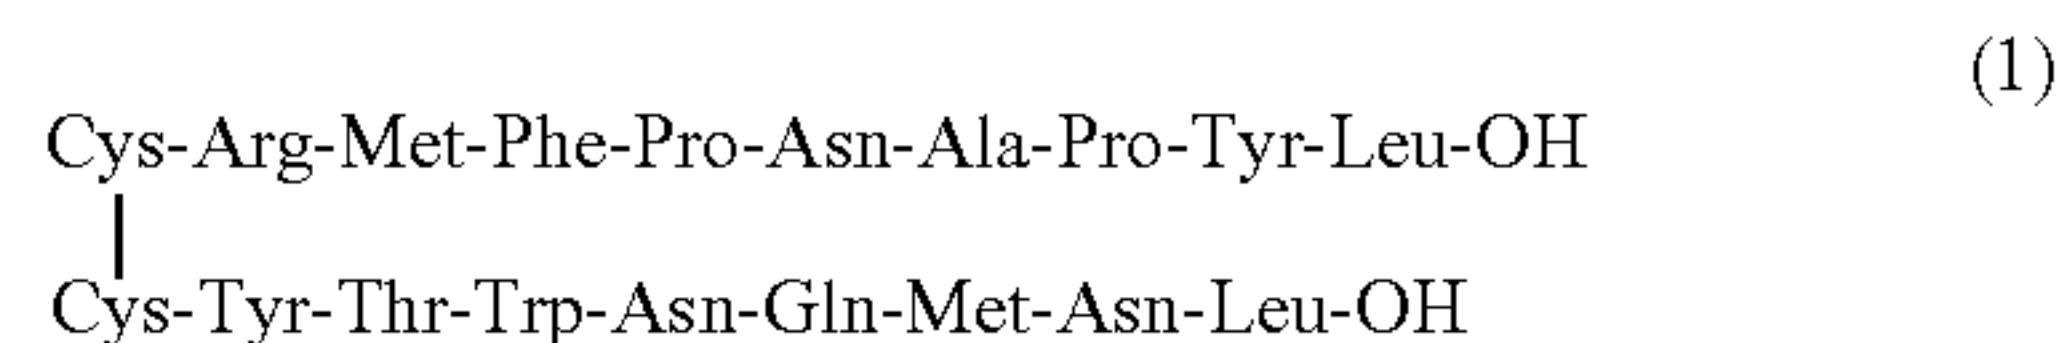 (1)
Cys-Arg-Met-Phe-Pro-Asn-Ala-Pro-Tyr-Leu-OH
Cys-Tyr-Thr-Trp-Asn-Gln-Met-Asn-Leu-OH